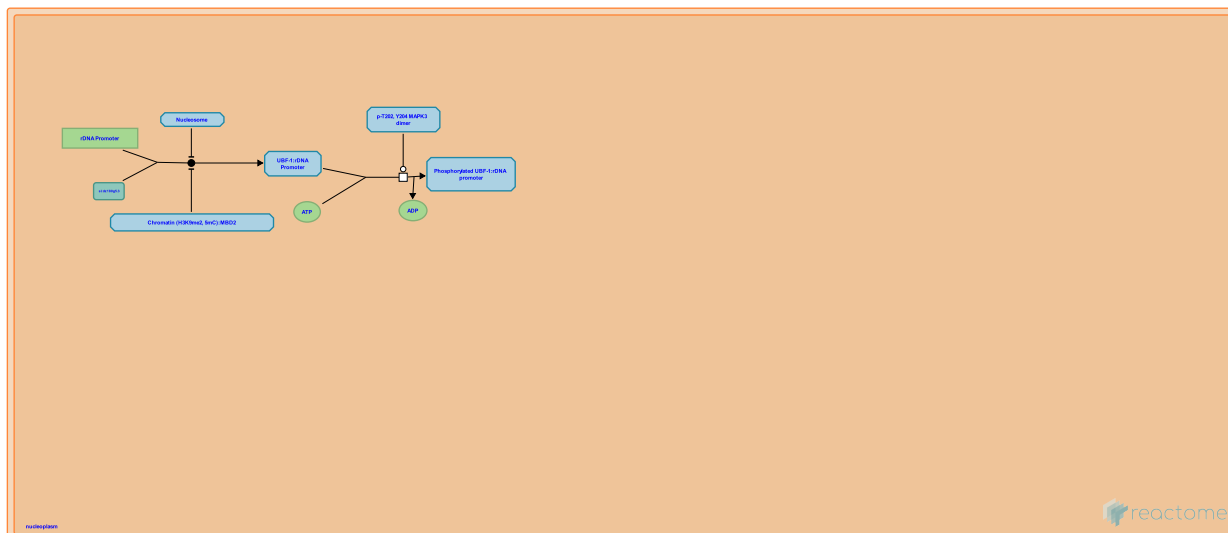 Nucleosome
rDNA Promoter
p-T202, Y204 MAPK3
dimer
UBF-1:rDNA
Promoter
Phosphorylated UBF-1:rDNA
promoter
ATP
ADP
Chromatin (H3K9me2, 5mC):MBD2
nucleoplasm
reactome